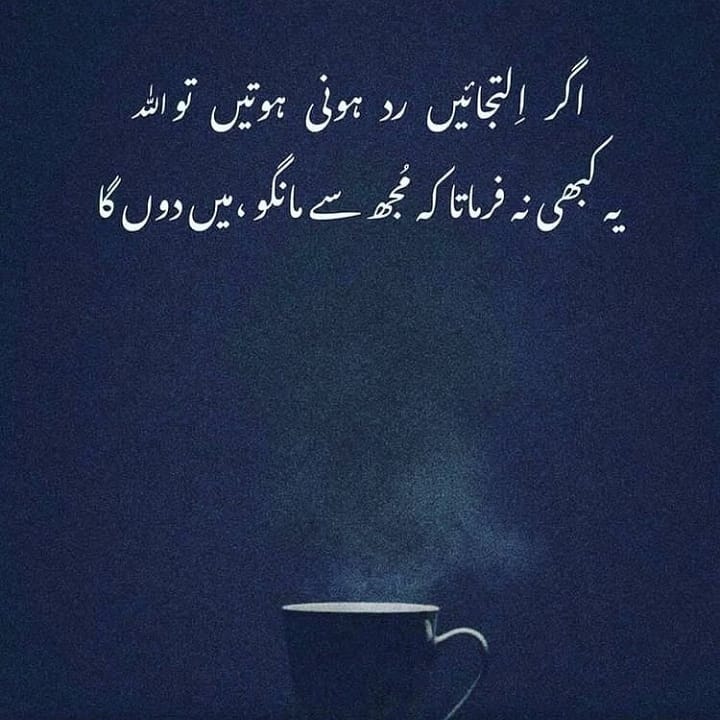 اگر اِلتجائیں رد ہونی ہوتیں تو اللہ
یہ کبھی نہ فرماتا کہ مُجھ سے مانگو، میں دوں گا